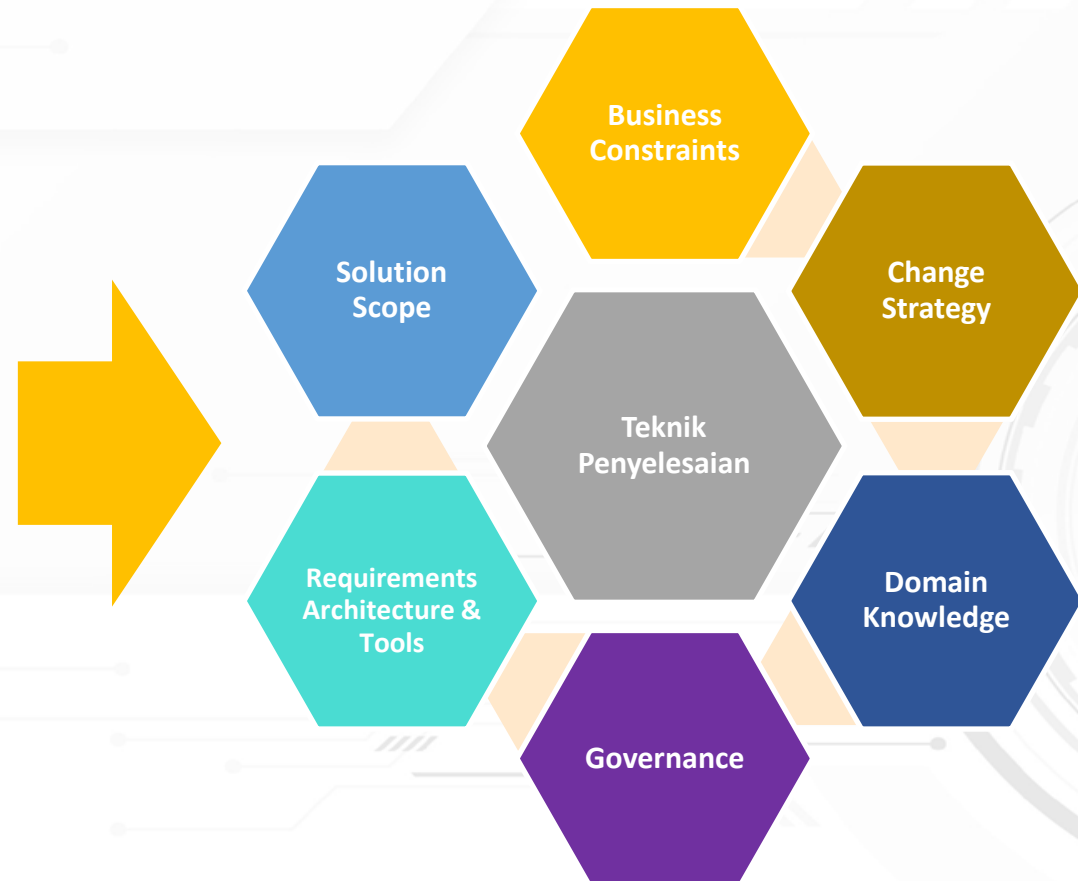 Business
Constraints
Solution
Scope
Change
Strategy
Teknik
Penyelesaian
Requirements
Architecture &
Tools
Domain
Knowledge
Governance